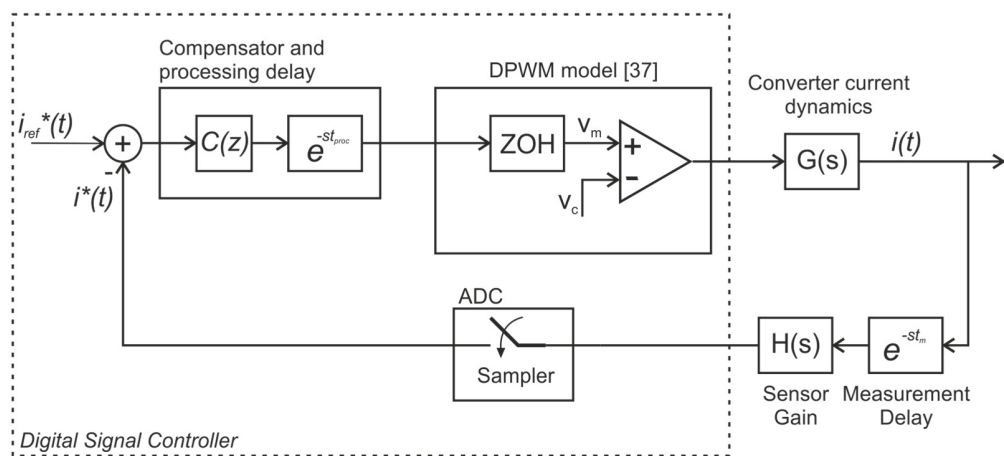 Compensator and
processing delay
DPWM model [37]
Converter current
dynamics
i_ref*(t)
+
-
i*(t)
C(z)
e^-st_proc
ZOH
v_m
+
-
v_c
G(s)
i(t)
ADC
Sampler
H(s)
e^-st_m
Sensor
Gain
Measurement
Delay
Digital Signal Controller